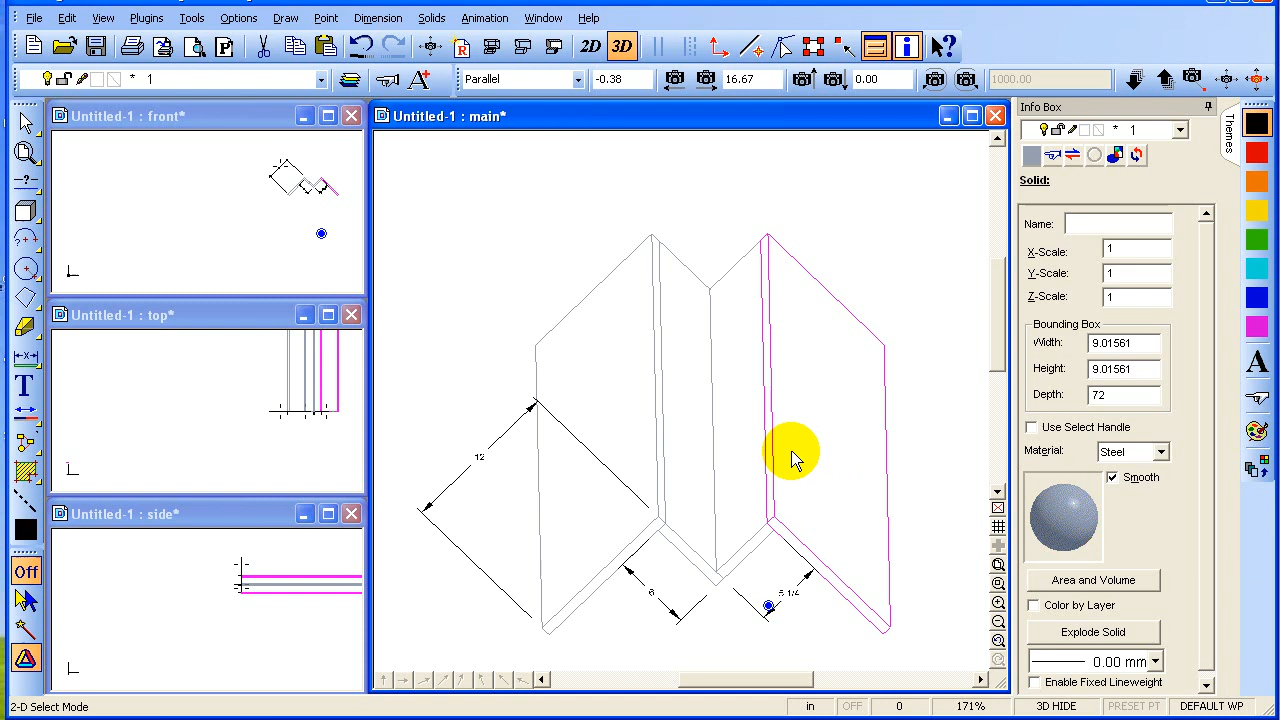 File Edit View Plugins Tools Options Draw Point Dimension Solids Animation Window Help
P R 2D 3D i ?
* 1 A Parallel -0.38 16.67 0.00 1000.00
Untitled-1 : front*
Untitled-1 : top*
Untitled-1 : side*
Untitled-1 : main*
12
6
5 1/4
-?-
T
Off
Info Box
Themes
* 1
Solid:
Name:
X-Scale: 1
Y-Scale: 1
Z-Scale: 1
Bounding Box
Width: 9.01561
Height: 9.01561
Depth: 72
Use Select Handle
Material: Steel
Smooth
Area and Volume
Color by Layer
Explode Solid
0.00 mm
Enable Fixed Lineweight
A
2-D Select Mode in OFF 0 171% 3D HIDE PRESET PT DEFAULT WP